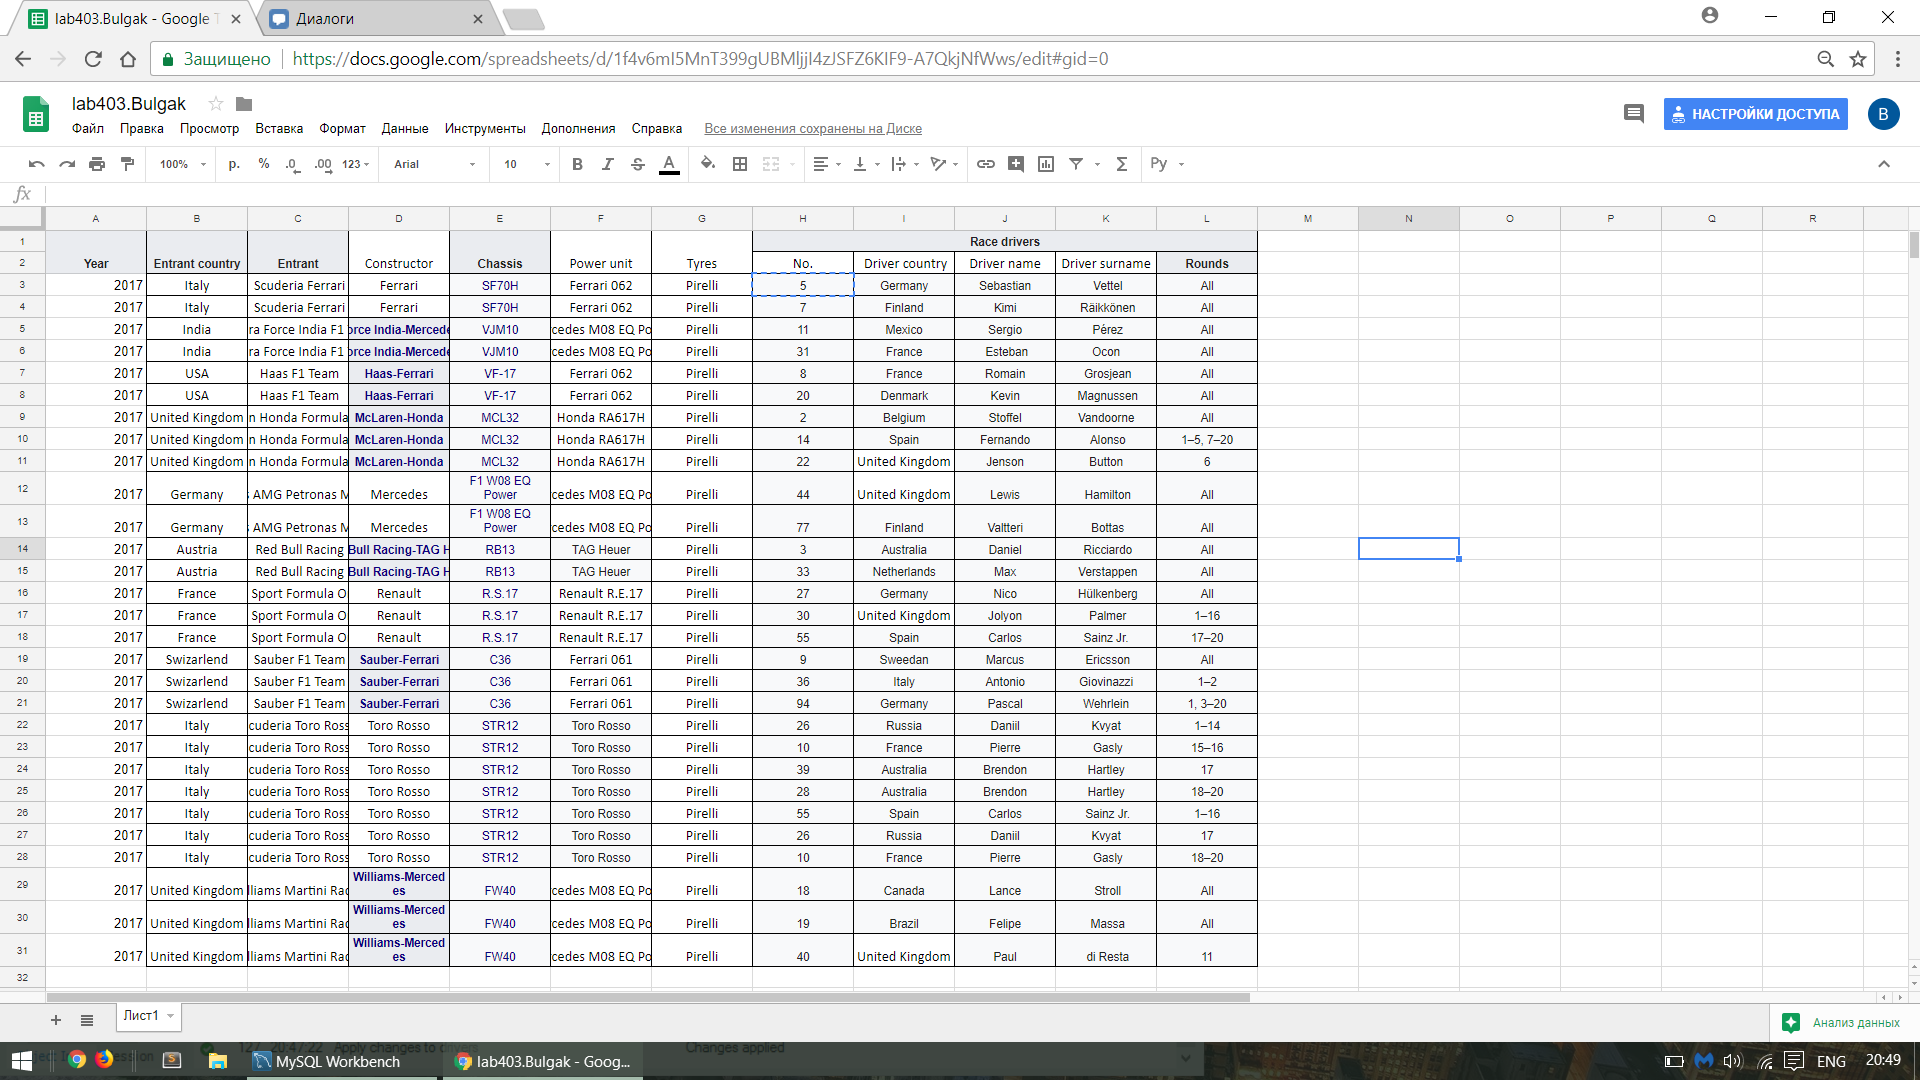 lab403.Bulgak - Google T
Диалоги
Защищено https://docs.google.com/spreadsheets/d/1f4v6mI5MnT399gUBMljjI4zJSFZ6KIF9-A7QkjNfWws/edit#gid=0
lab403.Bulgak
НАСТРОЙКИ ДОСТУПА
B
Файл Правка Просмотр Вставка Формат Данные Инструменты Дополнения Справка Все изменения сохранены на Диске
100% р. % .0 .00 123 Arial 10 B I S A Σ Ру
fx
A B C D E F G H I J K L M N O P Q R
1 Race drivers
2 Year Entrant country Entrant Constructor Chassis Power unit Tyres No. Driver country Driver name Driver surname Rounds
3 2017 Italy Scuderia Ferrari Ferrari SF70H Ferrari 062 Pirelli 5 Germany Sebastian Vettel All
4 2017 Italy Scuderia Ferrari Ferrari SF70H Ferrari 062 Pirelli 7 Finland Kimi Räikkönen All
5 2017 India ra Force India F1 orce India-Mercede VJM10 cedes M08 EQ Po Pirelli 11 Mexico Sergio Pérez All
6 2017 India ra Force India F1 orce India-Mercede VJM10 cedes M08 EQ Po Pirelli 31 France Esteban Ocon All
7 2017 USA Haas F1 Team Haas-Ferrari VF-17 Ferrari 062 Pirelli 8 France Romain Grosjean All
8 2017 USA Haas F1 Team Haas-Ferrari VF-17 Ferrari 062 Pirelli 20 Denmark Kevin Magnussen All
9 2017 United Kingdom n Honda Formula McLaren-Honda MCL32 Honda RA617H Pirelli 2 Belgium Stoffel Vandoorne All
10 2017 United Kingdom n Honda Formula McLaren-Honda MCL32 Honda RA617H Pirelli 14 Spain Fernando Alonso 1–5, 7–20
11 2017 United Kingdom n Honda Formula McLaren-Honda MCL32 Honda RA617H Pirelli 22 United Kingdom Jenson Button 6
12 2017 Germany AMG Petronas M Mercedes F1 W08 EQ Power cedes M08 EQ Po Pirelli 44 United Kingdom Lewis Hamilton All
13 2017 Germany AMG Petronas M Mercedes F1 W08 EQ Power cedes M08 EQ Po Pirelli 77 Finland Valtteri Bottas All
14 2017 Austria Red Bull Racing Bull Racing-TAG H RB13 TAG Heuer Pirelli 3 Australia Daniel Ricciardo All
15 2017 Austria Red Bull Racing Bull Racing-TAG H RB13 TAG Heuer Pirelli 33 Netherlands Max Verstappen All
16 2017 France Sport Formula O Renault R.S.17 Renault R.E.17 Pirelli 27 Germany Nico Hülkenberg All
17 2017 France Sport Formula O Renault R.S.17 Renault R.E.17 Pirelli 30 United Kingdom Jolyon Palmer 1–16
18 2017 France Sport Formula O Renault R.S.17 Renault R.E.17 Pirelli 55 Spain Carlos Sainz Jr. 17–20
19 2017 Swizarlend Sauber F1 Team Sauber-Ferrari C36 Ferrari 061 Pirelli 9 Sweedan Marcus Ericsson All
20 2017 Swizarlend Sauber F1 Team Sauber-Ferrari C36 Ferrari 061 Pirelli 36 Italy Antonio Giovinazzi 1–2
21 2017 Swizarlend Sauber F1 Team Sauber-Ferrari C36 Ferrari 061 Pirelli 94 Germany Pascal Wehrlein 1, 3–20
22 2017 Italy cuderia Toro Ross Toro Rosso STR12 Toro Rosso Pirelli 26 Russia Daniil Kvyat 1–14
23 2017 Italy cuderia Toro Ross Toro Rosso STR12 Toro Rosso Pirelli 10 France Pierre Gasly 15–16
24 2017 Italy cuderia Toro Ross Toro Rosso STR12 Toro Rosso Pirelli 39 Australia Brendon Hartley 17
25 2017 Italy cuderia Toro Ross Toro Rosso STR12 Toro Rosso Pirelli 28 Australia Brendon Hartley 18–20
26 2017 Italy cuderia Toro Ross Toro Rosso STR12 Toro Rosso Pirelli 55 Spain Carlos Sainz Jr. 1–16
27 2017 Italy cuderia Toro Ross Toro Rosso STR12 Toro Rosso Pirelli 26 Russia Daniil Kvyat 17
28 2017 Italy cuderia Toro Ross Toro Rosso STR12 Toro Rosso Pirelli 10 France Pierre Gasly 18–20
29 2017 United Kingdom lliams Martini Rac Williams-Merced es FW40 cedes M08 EQ Po Pirelli 18 Canada Lance Stroll All
30 2017 United Kingdom lliams Martini Rac Williams-Merced es FW40 cedes M08 EQ Po Pirelli 19 Brazil Felipe Massa All
31 2017 United Kingdom lliams Martini Rac Williams-Merced es FW40 cedes M08 EQ Po Pirelli 40 United Kingdom Paul di Resta 11
32
Лист1
Анализ данных
127 20:47:22 Apply changes to drivers Changes applied
MySQL Workbench
lab403.Bulgak - Goog...
ENG
20:49